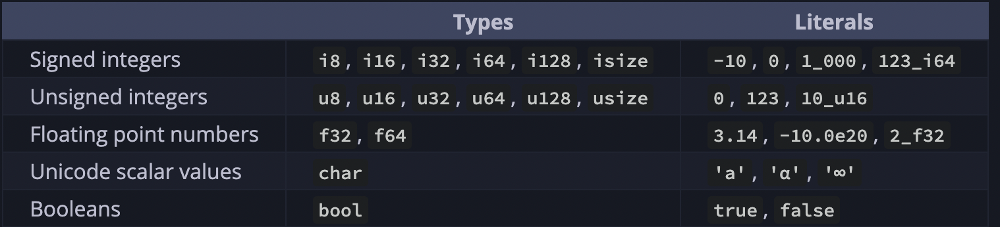 Types Literals
Signed integers i8, i16, i32, i64, i128, isize -10, 0, 1_000, 123_i64
Unsigned integers u8, u16, u32, u64, u128, usize 0, 123, 10_u16
Floating point numbers f32, f64 3.14, -10.0e20, 2_f32
Unicode scalar values char 'a', 'α', '∞'
Booleans bool true, false